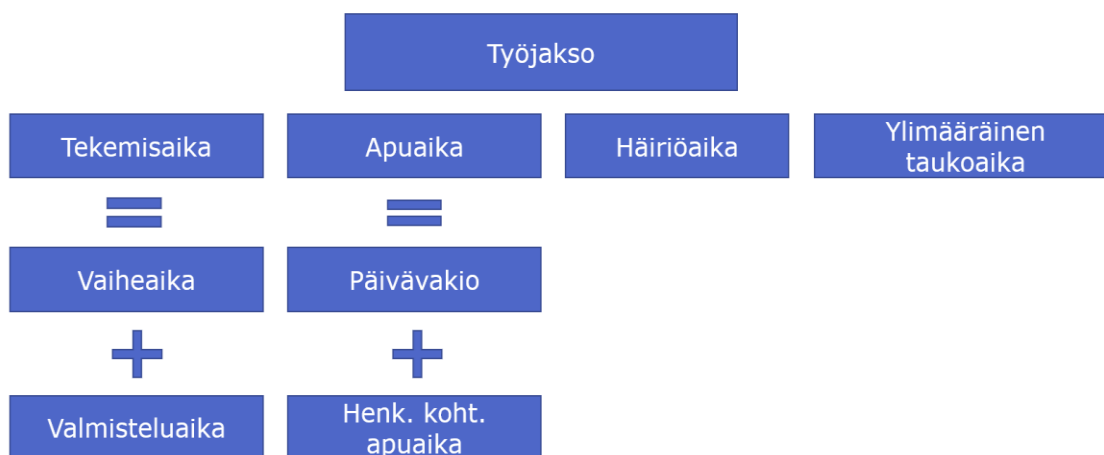 Työjakso
Tekemisaika
Apuaika
Häiriöaika
Ylimääräinen
taukoaika
Vaiheaika
Päivävakio
Valmisteluaika
Henk. koht.
apuaika